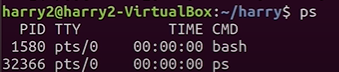 harry2@harry2-VirtualBox:~/harry$ ps
PID TTY TIME CMD
1580 pts/0 00:00:00 bash
32366 pts/0 00:00:00 ps